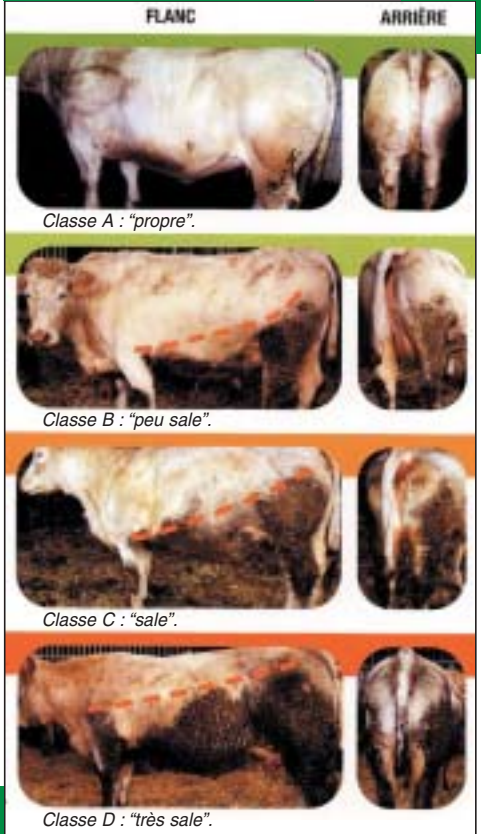 FLANC ARRIÈRE
Classe A : “propre”.
Classe B : “peu sale”.
Classe C : “sale”.
Classe D : “très sale”.